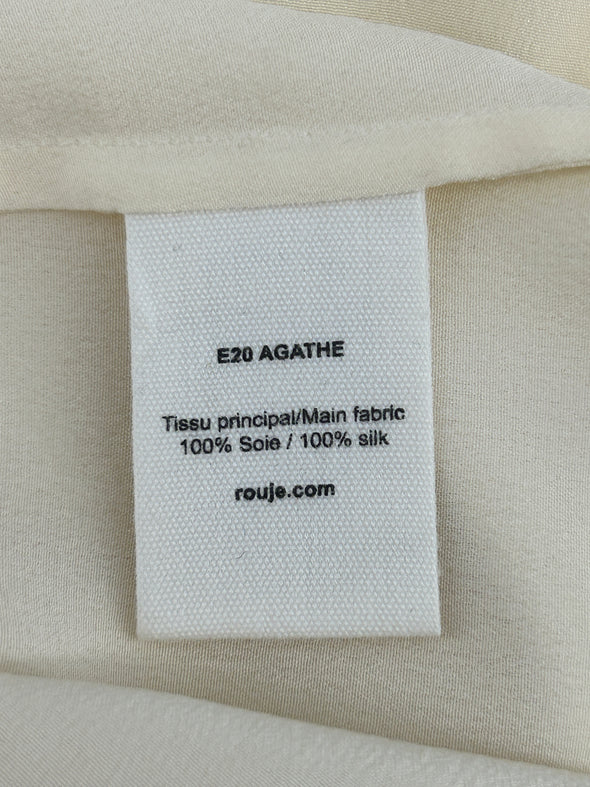 E20 AGATHE
Tissu principal/Main fabric
100% Soie / 100% silk
rouje.com